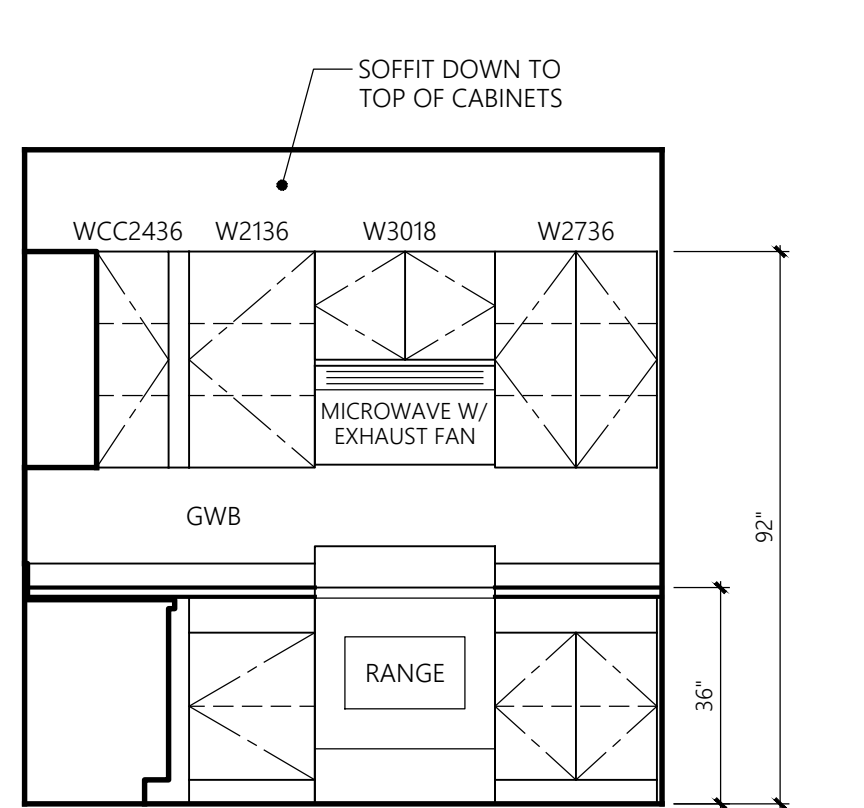 SOFFIT DOWN TO
TOP OF CABINETS
WCC2436
W2136
W3018
W2736
MICROWAVE W/
EXHAUST FAN
GWB
92"
RANGE
36"